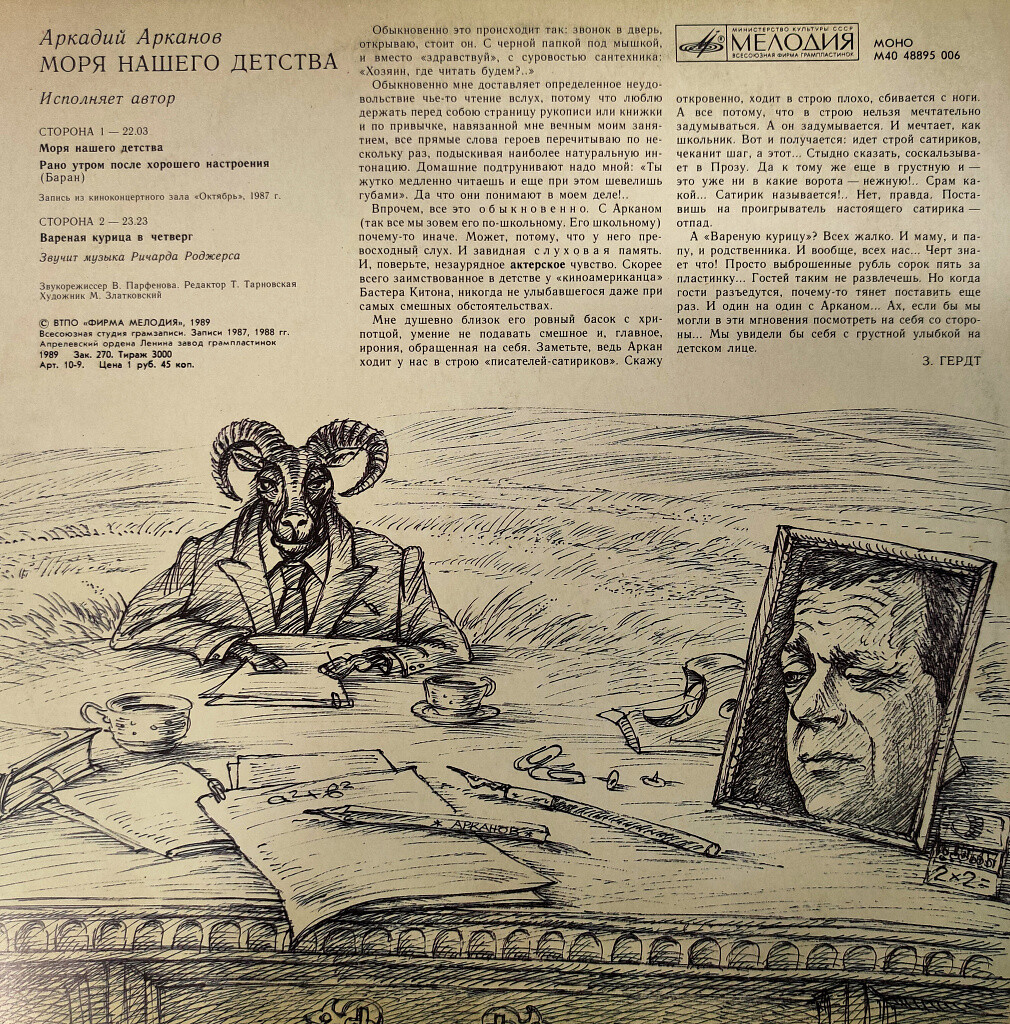 Аркадий Арканов
МОРЯ НАШЕГО ДЕТСТВА
Исполняет автор
СТОРОНА 1 — 22.03
Моря нашего детства
Рано утром после хорошего настроения
(Баран)
Запись из киноконцертного зала «Октябрь», 1987 г.
СТОРОНА 2 — 23.23
Вареная курица в четверг
Звучит музыка Ричарда Роджерса
Звукорежиссер В. Парфенова. Редактор Т. Тарновская
Художник М. Златковский
© ВТПО «ФИРМА МЕЛОДИЯ», 1989
Всесоюзная студия грамзаписи. Записи 1987, 1988 гг.
Апрелевский ордена Ленина завод грампластинок
1989 Зак. 270. Тираж 3000
Арт. 10-9. Цена 1 руб. 45 коп.
Обыкновенно это происходит так: звонок в дверь,
открываю, стоит он. С черной папкой под мышкой,
и вместо «здравствуй», с суровостью сантехника:
«Хозяин, где читать будем?..»
Обыкновенно мне доставляет определенное неудо-
вольствие чье-то чтение вслух, потому что люблю
держать перед собою страницу рукописи или книжки
и по привычке, навязанной мне вечным моим заня-
тием, все прямые слова героев перечитываю по не-
скольку раз, подыскивая наиболее натуральную ин-
тонацию. Домашние подтрунивают надо мной: «Ты
жутко медленно читаешь и еще при этом шевелишь
губами». Да что они понимают в моем деле!..
Впрочем, все это обыкновенно. С Арканом
(так все мы зовем его по-школьному. Его школьному)
почему-то иначе. Может, потому, что у него пре-
восходный слух. И завидная слуховая память.
И, поверьте, незаурядное актерское чувство. Скорее
всего заимствованное в детстве у «киноамериканца»
Бастера Китона, никогда не улыбавшегося даже при
самых смешных обстоятельствах.
Мне душевно близок его ровный басок с хри-
потцой, умение не подавать смешное и, главное,
ирония, обращенная на себя. Заметьте, ведь Аркан
ходит у нас в строю «писателей-сатириков». Скажу
МИНИСТЕРСТВО КУЛЬТУРЫ СССР
МЕЛОДИЯ
ВСЕСОЮЗНАЯ ФИРМА ГРАМПЛАСТИНОК
МОНО
М40 48895 006
откровенно, ходит в строю плохо, сбивается с ноги.
А все потому, что в строю нельзя мечтательно
задумываться. А он задумывается. И мечтает, как
школьник. Вот и получается: идет строй сатириков,
чеканит шаг, а этот... Стыдно сказать, соскальзыва-
ет в Прозу. Да к тому же еще в грустную и —
это уже ни в какие ворота — нежную!.. Срам ка-
кой... Сатирик называется!.. Нет, правда. Поста-
вишь на проигрыватель настоящего сатирика —
отпад.
А «Вареную курицу»? Всех жалко. И маму, и па-
пу, и родственника. И вообще, всех нас... Черт зна-
ет что! Просто выброшенные рубль сорок пять за
пластинку... Гостей таким не развлечешь. Но когда
гости разъедутся, почему-то тянет поставить еще
раз. И один на один с Арканом... Ах, если бы мы
могли в эти мгновения посмотреть на себя со сторо-
ны... Мы увидели бы себя с грустной улыбкой на
детском лице.
З. ГЕРДТ
a²+b²
* АРКАНОВ *
2×2=